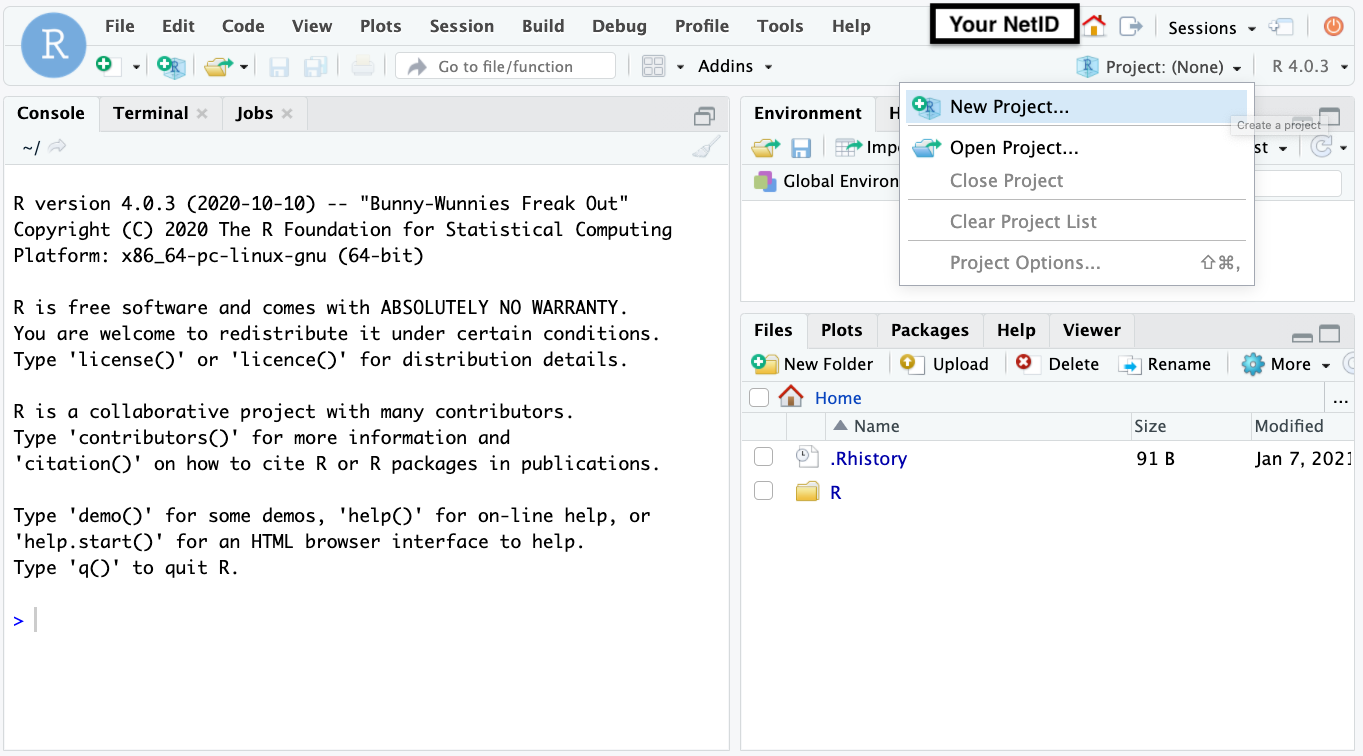 R
File Edit Code View Plots Session Build Debug Profile Tools Help
Your NetID
Sessions
Go to file/function
Addins
R Project: (None)
R 4.0.3
Console Terminal Jobs
~/
R version 4.0.3 (2020-10-10) -- "Bunny-Wunnies Freak Out"
Copyright (C) 2020 The R Foundation for Statistical Computing
Platform: x86_64-pc-linux-gnu (64-bit)
R is free software and comes with ABSOLUTELY NO WARRANTY.
You are welcome to redistribute it under certain conditions.
Type 'license()' or 'licence()' for distribution details.
R is a collaborative project with many contributors.
Type 'contributors()' for more information and
'citation()' on how to cite R or R packages in publications.
Type 'demo()' for some demos, 'help()' for on-line help, or
'help.start()' for an HTML browser interface to help.
Type 'q()' to quit R.
>
Environment H
Impo
st
Global Environ
R New Project...
Create a project
Open Project...
Close Project
Clear Project List
Project Options... ⇧⌘,
Files Plots Packages Help Viewer
New Folder Upload Delete Rename More
Home ...
Name Size Modified
.Rhistory 91 B Jan 7, 2021
R